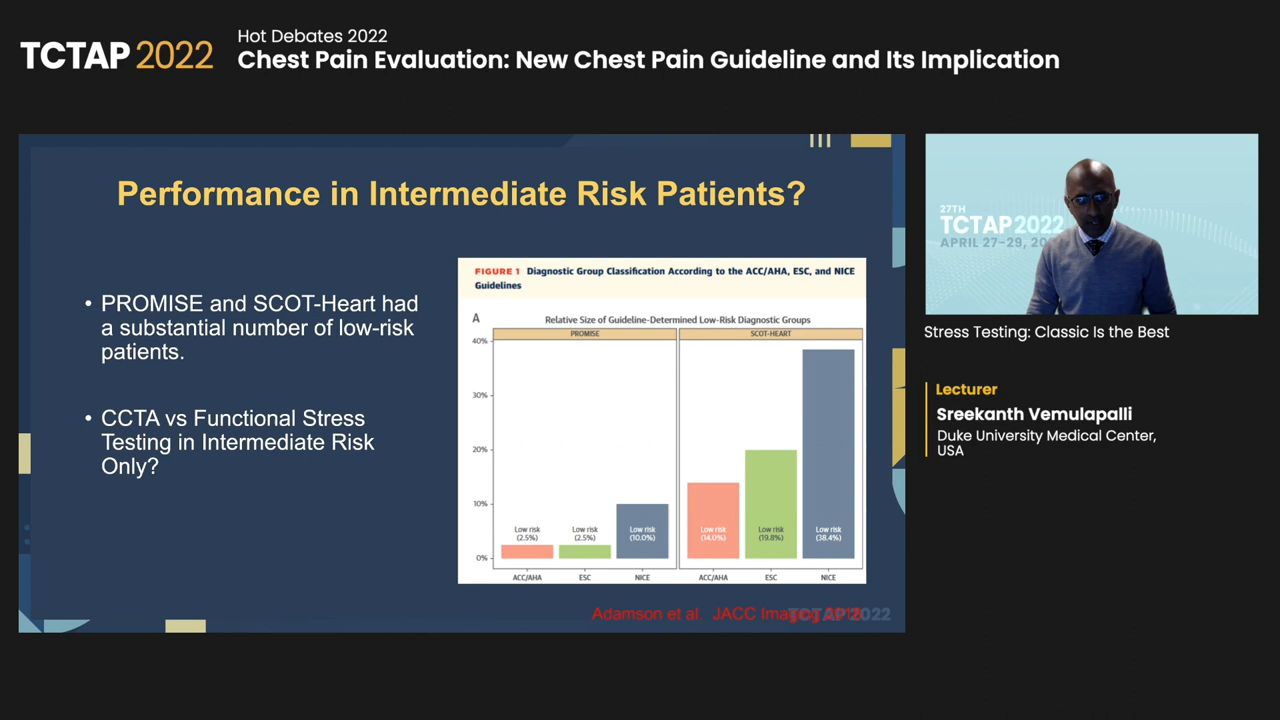 TCTAP 2022
Hot Debates 2022
Chest Pain Evaluation: New Chest Pain Guideline and Its Implication
Performance in Intermediate Risk Patients?
• PROMISE and SCOT-Heart had
a substantial number of low-risk
patients.
• CCTA vs Functional Stress
Testing in Intermediate Risk
Only?
FIGURE 1 Diagnostic Group Classification According to the ACC/AHA, ESC, and NICE
Guidelines
A
Relative Size of Guideline-Determined Low-Risk Diagnostic Groups
PROMISE
SCOT-HEART
40%
30%
20%
10%
0%
Low risk
(2.5%)
Low risk
(2.5%)
Low risk
(10.0%)
Low risk
(14.0%)
Low risk
(19.8%)
Low risk
(38.4%)
ACC/AHA
ESC
NICE
ACC/AHA
ESC
NICE
Adamson et al. JACC Imaging
TCTAP 2022
27TH
TCTAP 2022
APRIL 27-29, 20
Stress Testing: Classic Is the Best
Lecturer
Sreekanth Vemulapalli
Duke University Medical Center,
USA